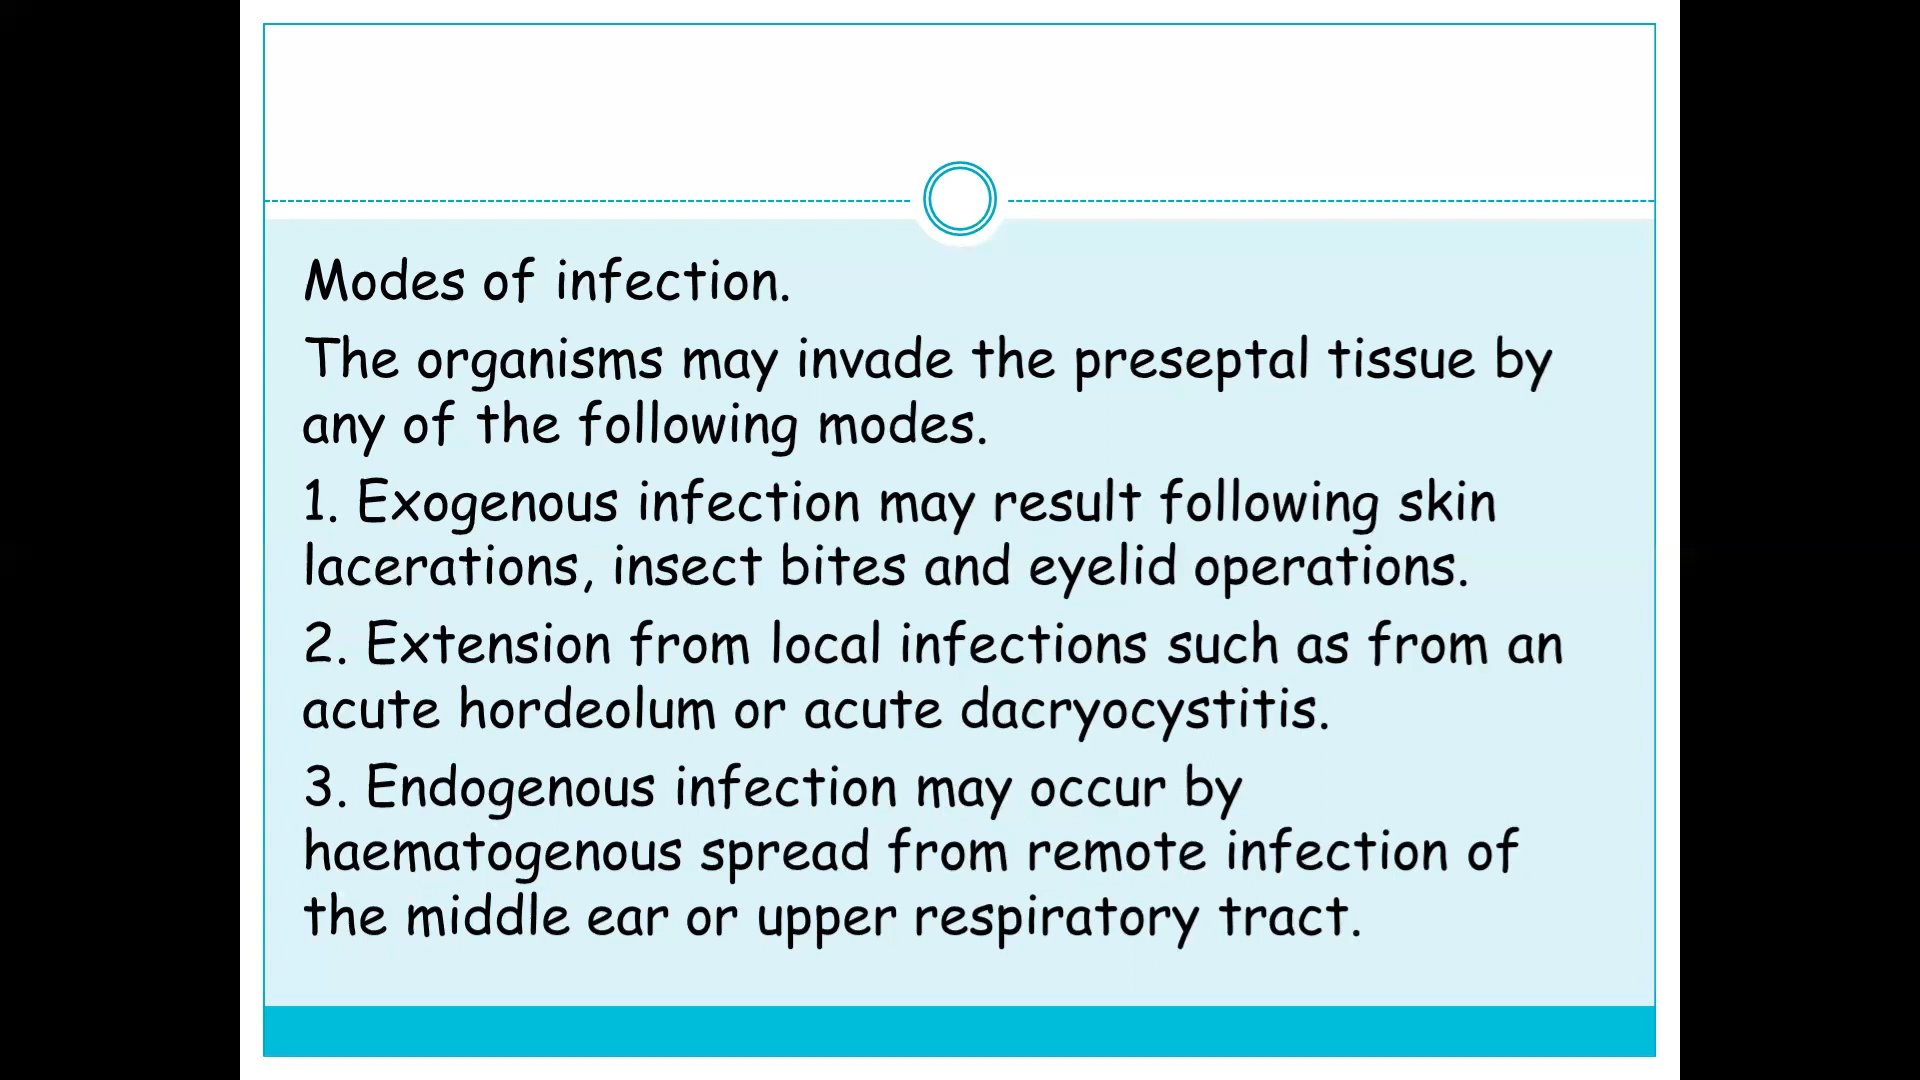 Modes of infection.
The organisms may invade the preseptal tissue by
any of the following modes.
1. Exogenous infection may result following skin
lacerations, insect bites and eyelid operations.
2. Extension from local infections such as from an
acute hordeolum or acute dacryocystitis.
3. Endogenous infection may occur by
haematogenous spread from remote infection of
the middle ear or upper respiratory tract.